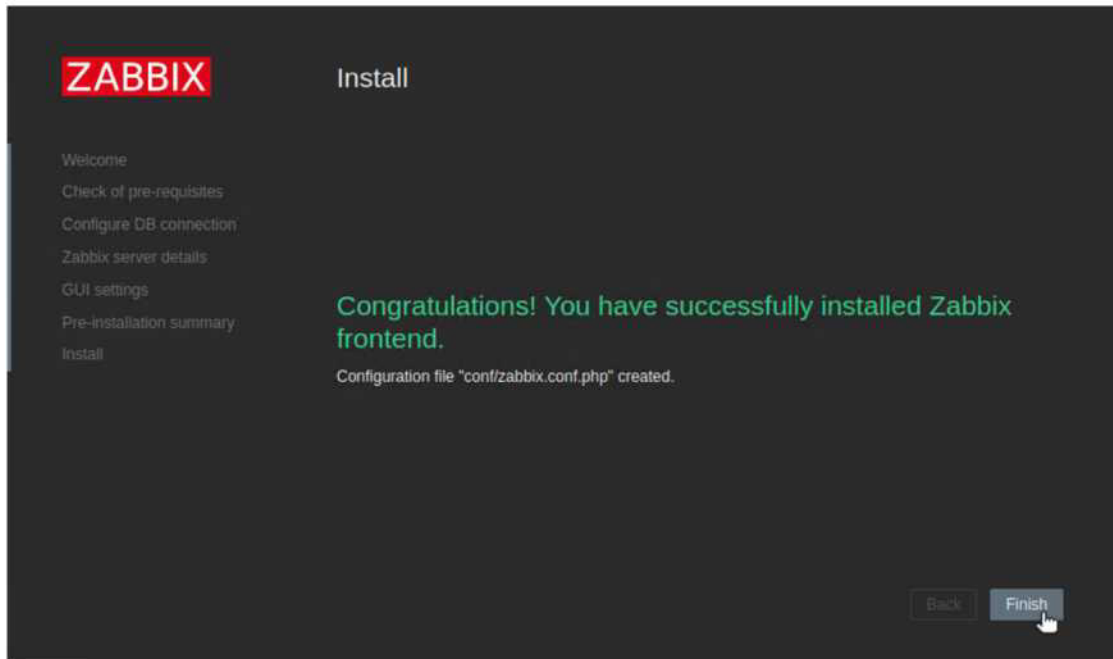 ZABBIX
Install
Welcome
Check of pre-requisites
Configure DB connection
Zabbix server details
GUI settings
Pre-installation summary
Install
Congratulations! You have successfully installed Zabbix
frontend.
Configuration file "conf/zabbix.conf.php" created.
Back
Finish